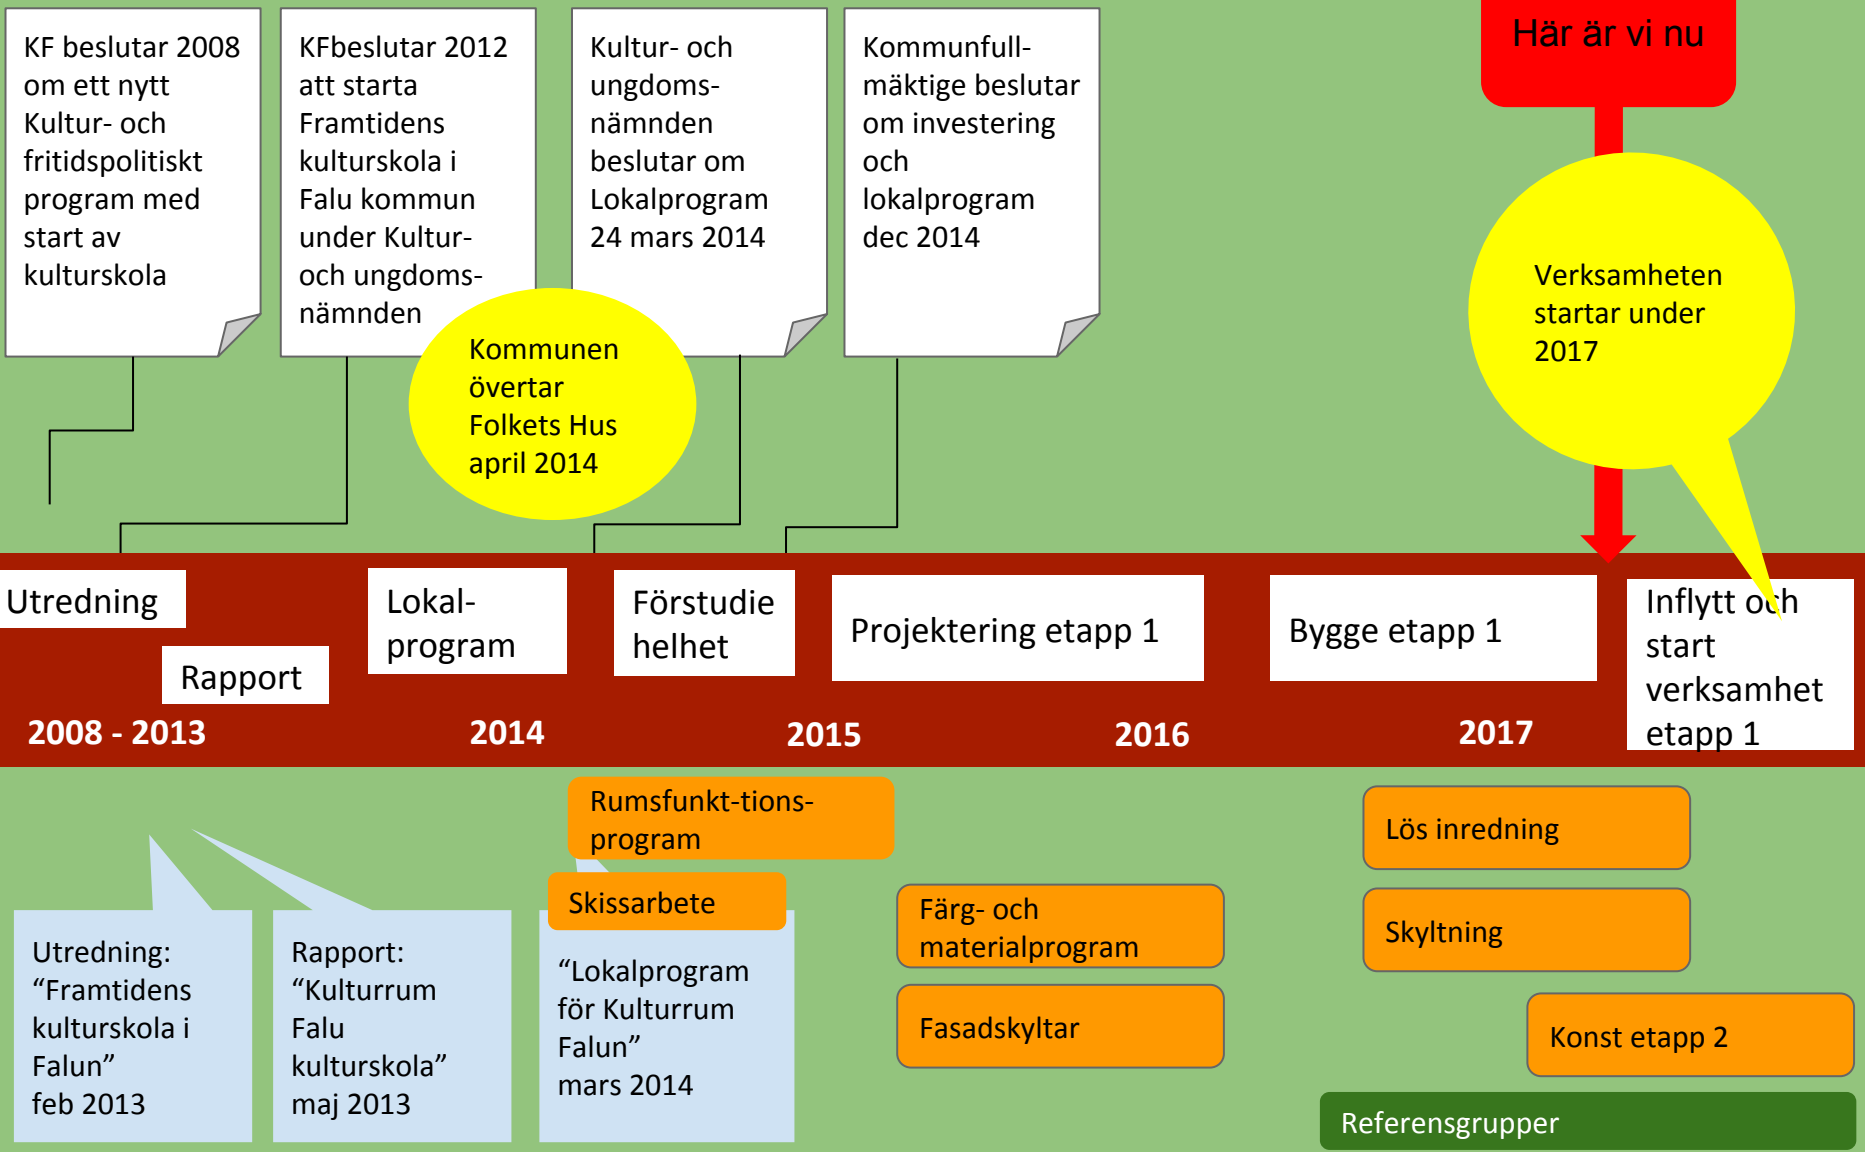 KF beslutar 2008
om ett nytt
Kultur- och
fritidspolitiskt
program med
start av
kulturskola
KFbeslutar 2012
att starta
Framtidens
kulturskola i
Falu kommun
under Kultur-
och ungdoms-
nämnden
Kultur- och
ungdoms-
nämnden
beslutar om
Lokalprogram
24 mars 2014
Kommunfull-
mäktige beslutar
om investering
och
lokalprogram
dec 2014
Här är vi nu
Kommunen
övertar
Folkets Hus
april 2014
Verksamheten
startar under
2017
Utredning
Rapport
Lokal-
program
Förstudie
helhet
Projektering etapp 1
Bygge etapp 1
Inflytt och
start
verksamhet
etapp 1
2008 - 2013
2014
2015
2016
2017
Rumsfunkt-tions-
program
Skissarbete
Färg- och
materialprogram
Fasadskyltar
Lös inredning
Skyltning
Konst etapp 2
Referensgrupper
Utredning:
“Framtidens
kulturskola i
Falun”
feb 2013
Rapport:
“Kulturrum
Falu
kulturskola”
maj 2013
“Lokalprogram
för Kulturrum
Falun”
mars 2014